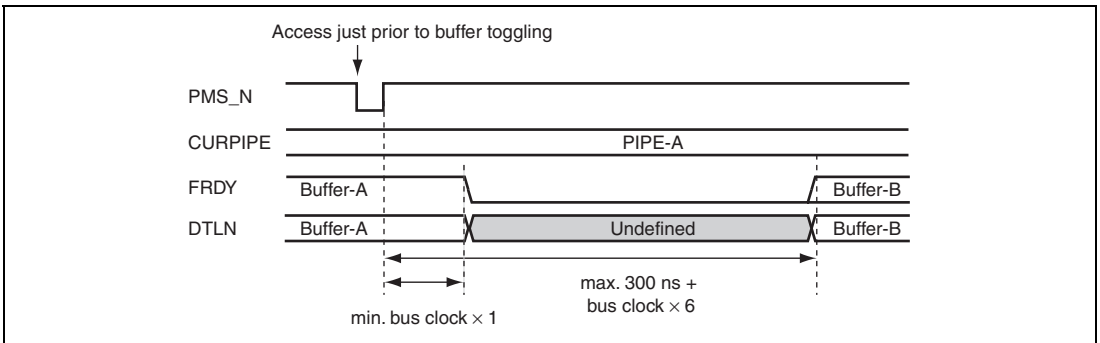 Access just prior to buffer toggling
PMS_N
CURPIPE PIPE-A
FRDY Buffer-A Buffer-B
DTLN Buffer-A Undefined Buffer-B
max. 300 ns +
bus clock × 6
min. bus clock × 1